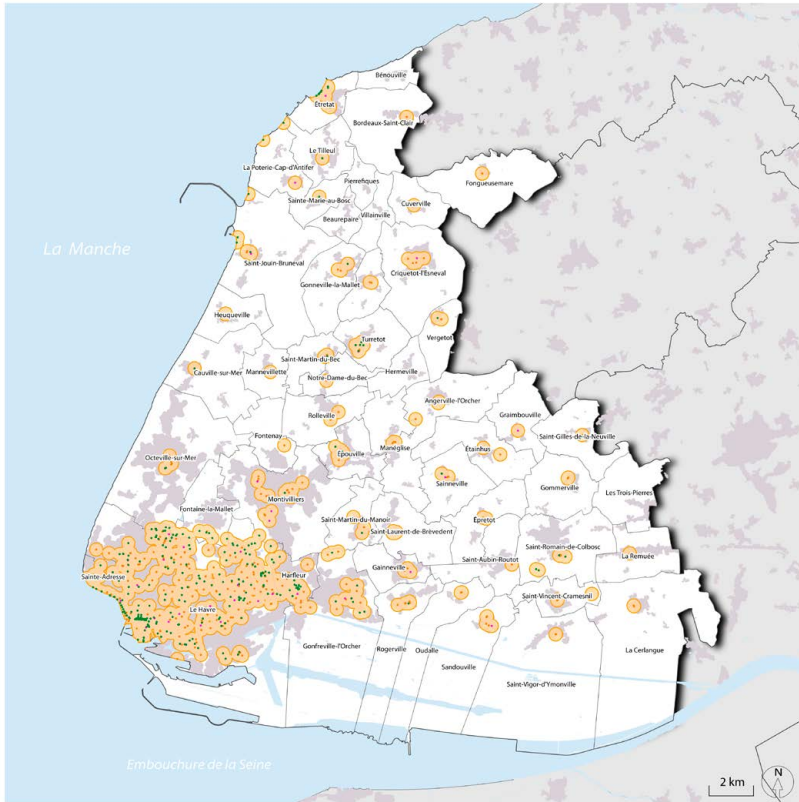 Bénouville
Étretat
Bordeaux-Saint-Clair
Le Tilleul
La Poterie-Cap-d'Antifer
Fongueusemare
Pierrefiques
Sainte-Marie-au-Bosc
Cuverville
Villainville
Beaurepaire
La Manche
Saint-Jouin-Bruneval
Criquetot-l'Esneval
Gonneville-la-Mallet
Heuqueville
Turretot
Vergetot
Saint-Martin-du-Bec
Cauville-sur-Mer
Mannevillette
Hermeville
Notre-Dame-du-Bec
Angerville-l'Orcher
Rolleville
Graimbouville
Fontenay
Saint-Gilles-de-la-Neuville
Manéglise
Étainhus
Épouville
Octeville-sur-Mer
Sainneville
Gommerville
Les Trois-Pierres
Montivilliers
Fontaine-la-Mallet
Saint-Martin-du-Manoir
Épretot
Saint-Laurent-de-Brèvedent
Saint-Romain-de-Colbosc
La Remuée
Saint-Aubin-Routot
Gainneville
Harfleur
Sainte-Adresse
Saint-Vincent-Cramesnil
Le Havre
Gonfreville-l'Orcher
Rogerville
Oudalle
La Cerlangue
Sandouville
Saint-Vigor-d'Ymonville
Embouchure de la Seine
N
2 km